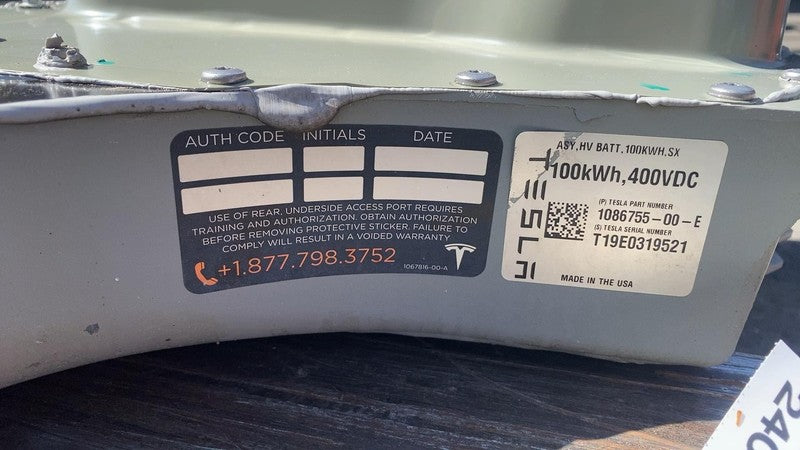 AUTH CODE INITIALS DATE
USE OF REAR, UNDERSIDE ACCESS PORT REQUIRES
TRAINING AND AUTHORIZATION. OBTAIN AUTHORIZATION
BEFORE REMOVING PROTECTIVE STICKER. FAILURE TO
COMPLY WILL RESULT IN A VOIDED WARRANTY
+1.877.798.3752
1067816-00-A
TESLA
ASY,HV BATT,100KWH,SX
100kWh,400VDC
(P) TESLA PART NUMBER
1086755-00-E
(S) TESLA SERIAL NUMBER
T19E0319521
MADE IN THE USA
240